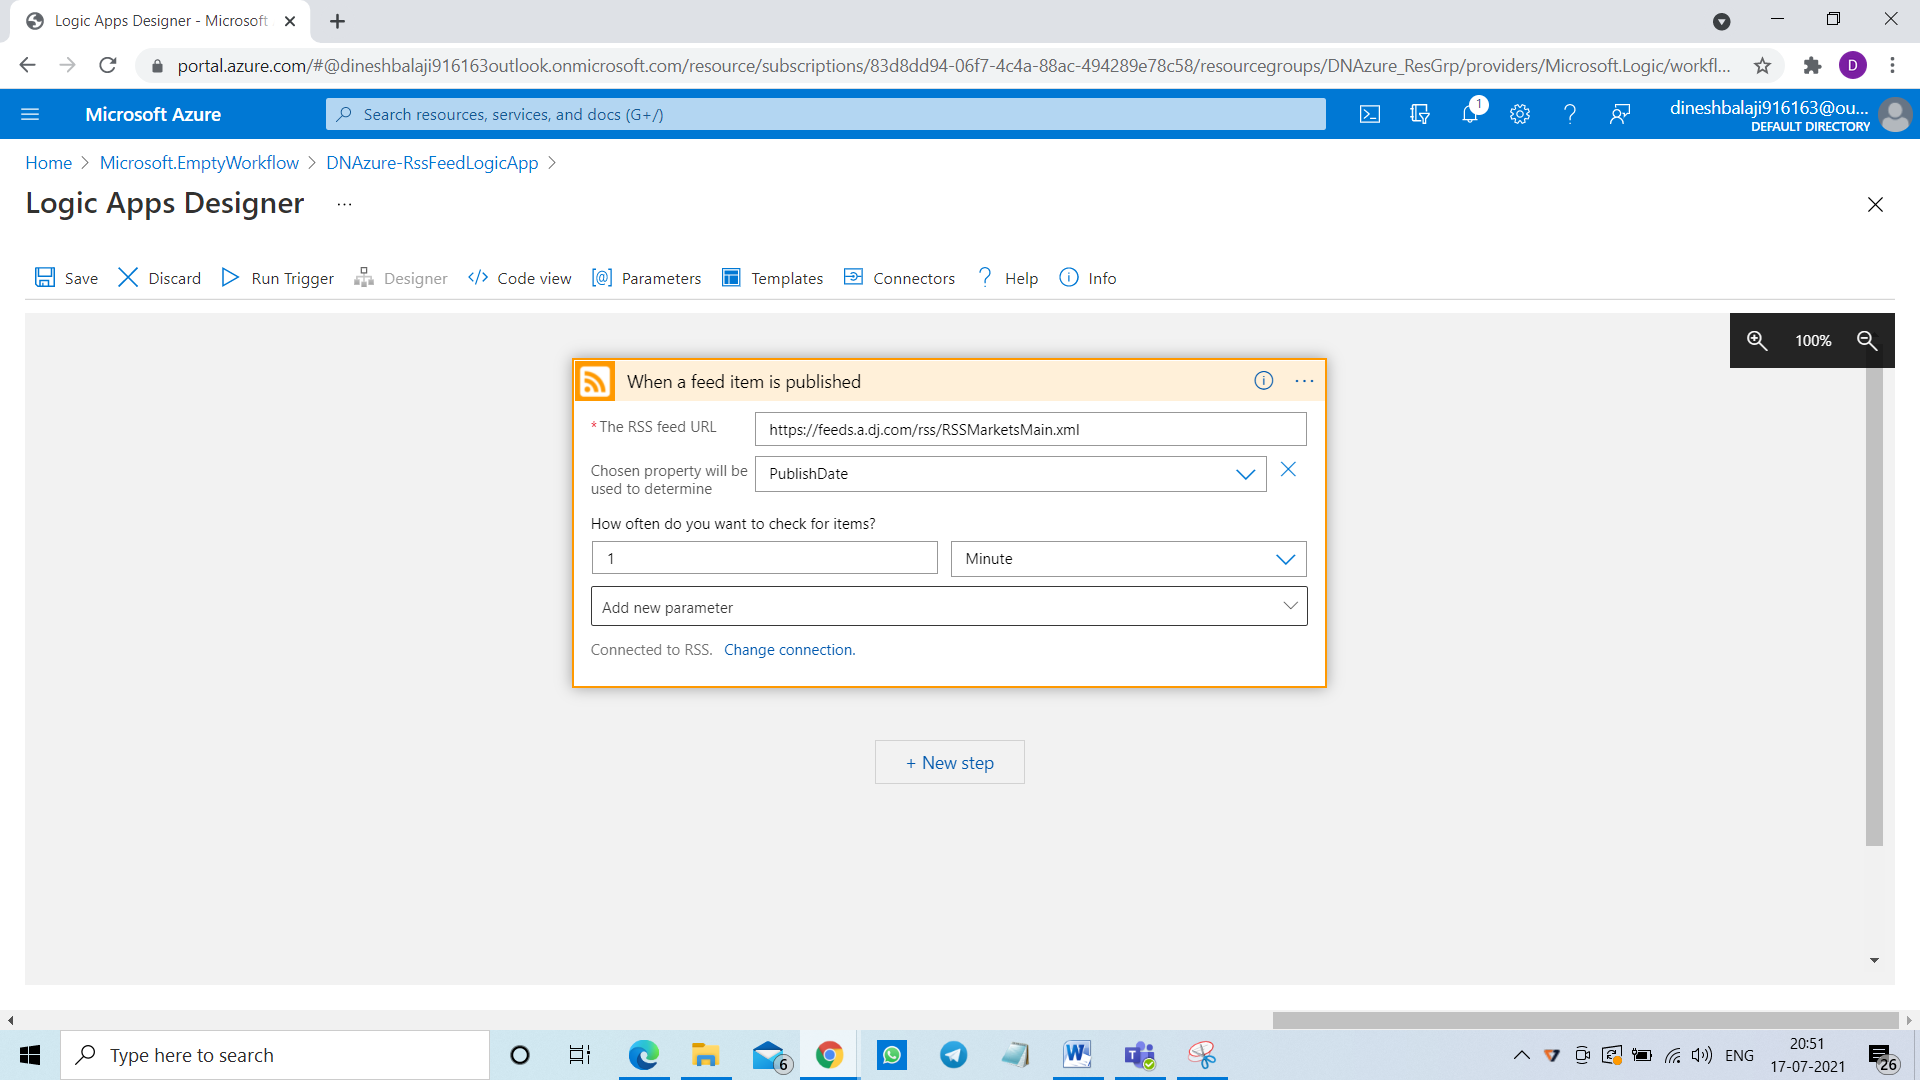 Logic Apps Designer - Microsoft
portal.azure.com/#@dineshbalaji916163outlook.onmicrosoft.com/resource/subscriptions/83d8dd94-06f7-4c4a-88ac-494289e78c58/resourcegroups/DNAzure_ResGrp/providers/Microsoft.Logic/workfl...
D
Microsoft Azure
Search resources, services, and docs (G+/)
1
dineshbalaji916163@ou...
DEFAULT DIRECTORY
Home > Microsoft.EmptyWorkflow > DNAzure-RssFeedLogicApp >
Logic Apps Designer ...
Save Discard Run Trigger Designer Code view Parameters Templates Connectors Help Info
100%
When a feed item is published
* The RSS feed URL
https://feeds.a.dj.com/rss/RSSMarketsMain.xml
Chosen property will be
used to determine
PublishDate
How often do you want to check for items?
1
Minute
Add new parameter
Connected to RSS. Change connection.
+ New step
Type here to search
6
ENG
20:51
17-07-2021
26